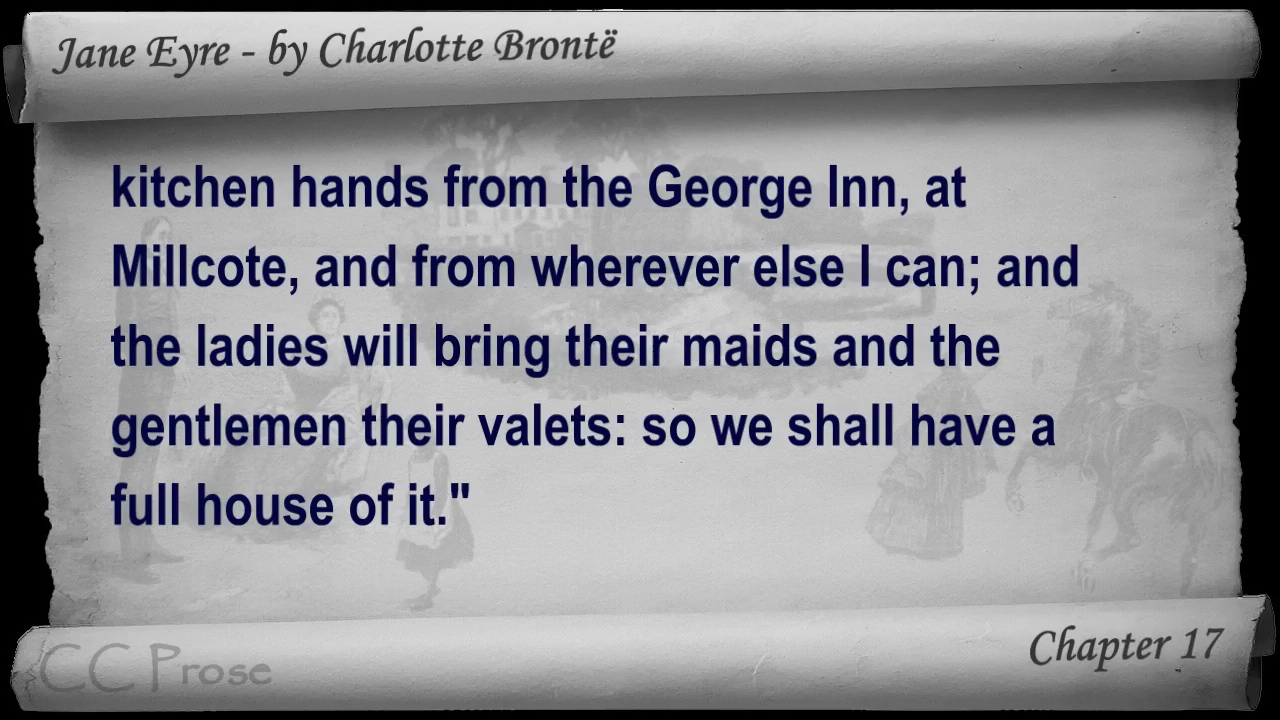 Jane Eyre - by Charlotte Brontë
kitchen hands from the George Inn, at
Millcote, and from wherever else I can; and
the ladies will bring their maids and the
gentlemen their valets: so we shall have a
full house of it."
CC Prose
Chapter 17